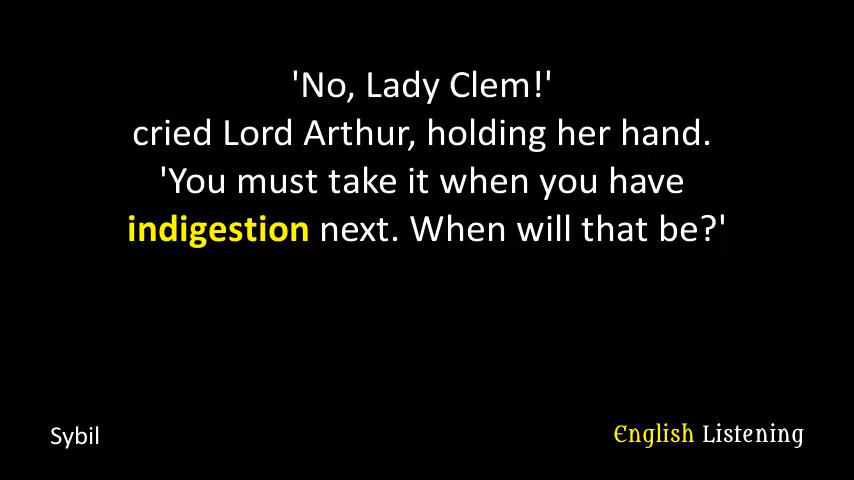 'No, Lady Clem!'
cried Lord Arthur, holding her hand.
'You must take it when you have
indigestion next. When will that be?'
Sybil
English Listening